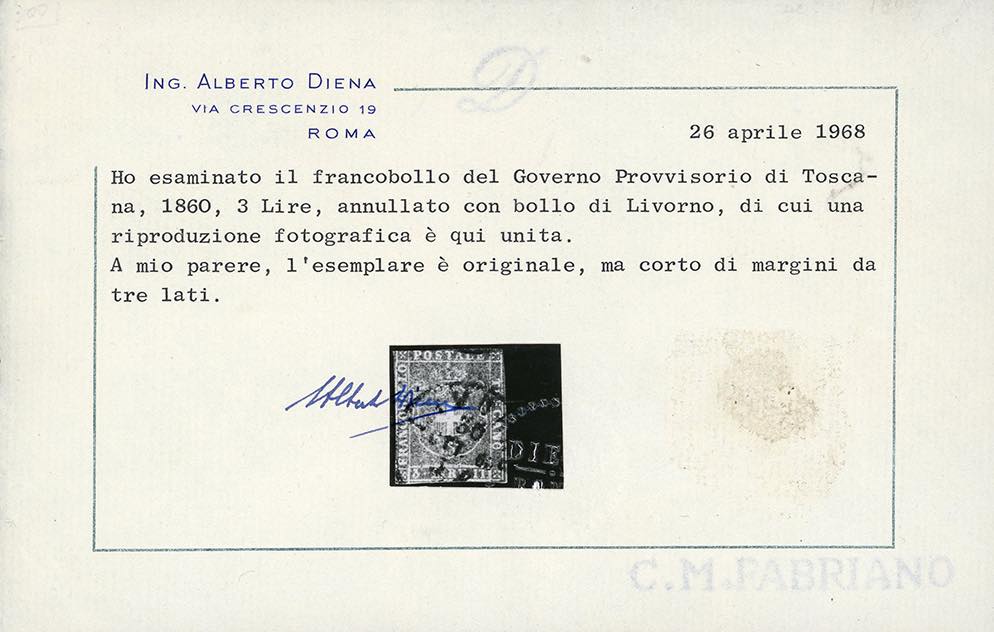 ING. ALBERTO DIENA
VIA CRESCENZIO 19
ROMA
26 aprile 1968
Ho esaminato il francobollo del Governo Provvisorio di Tosca-
na, 1860, 3 Lire, annullato con bollo di Livorno, di cui una
riproduzione fotografica è qui unita.
A mio parere, l'esemplare è originale, ma corto di margini da
tre lati.
POSTALE
DIE
C.M.FABRIANO